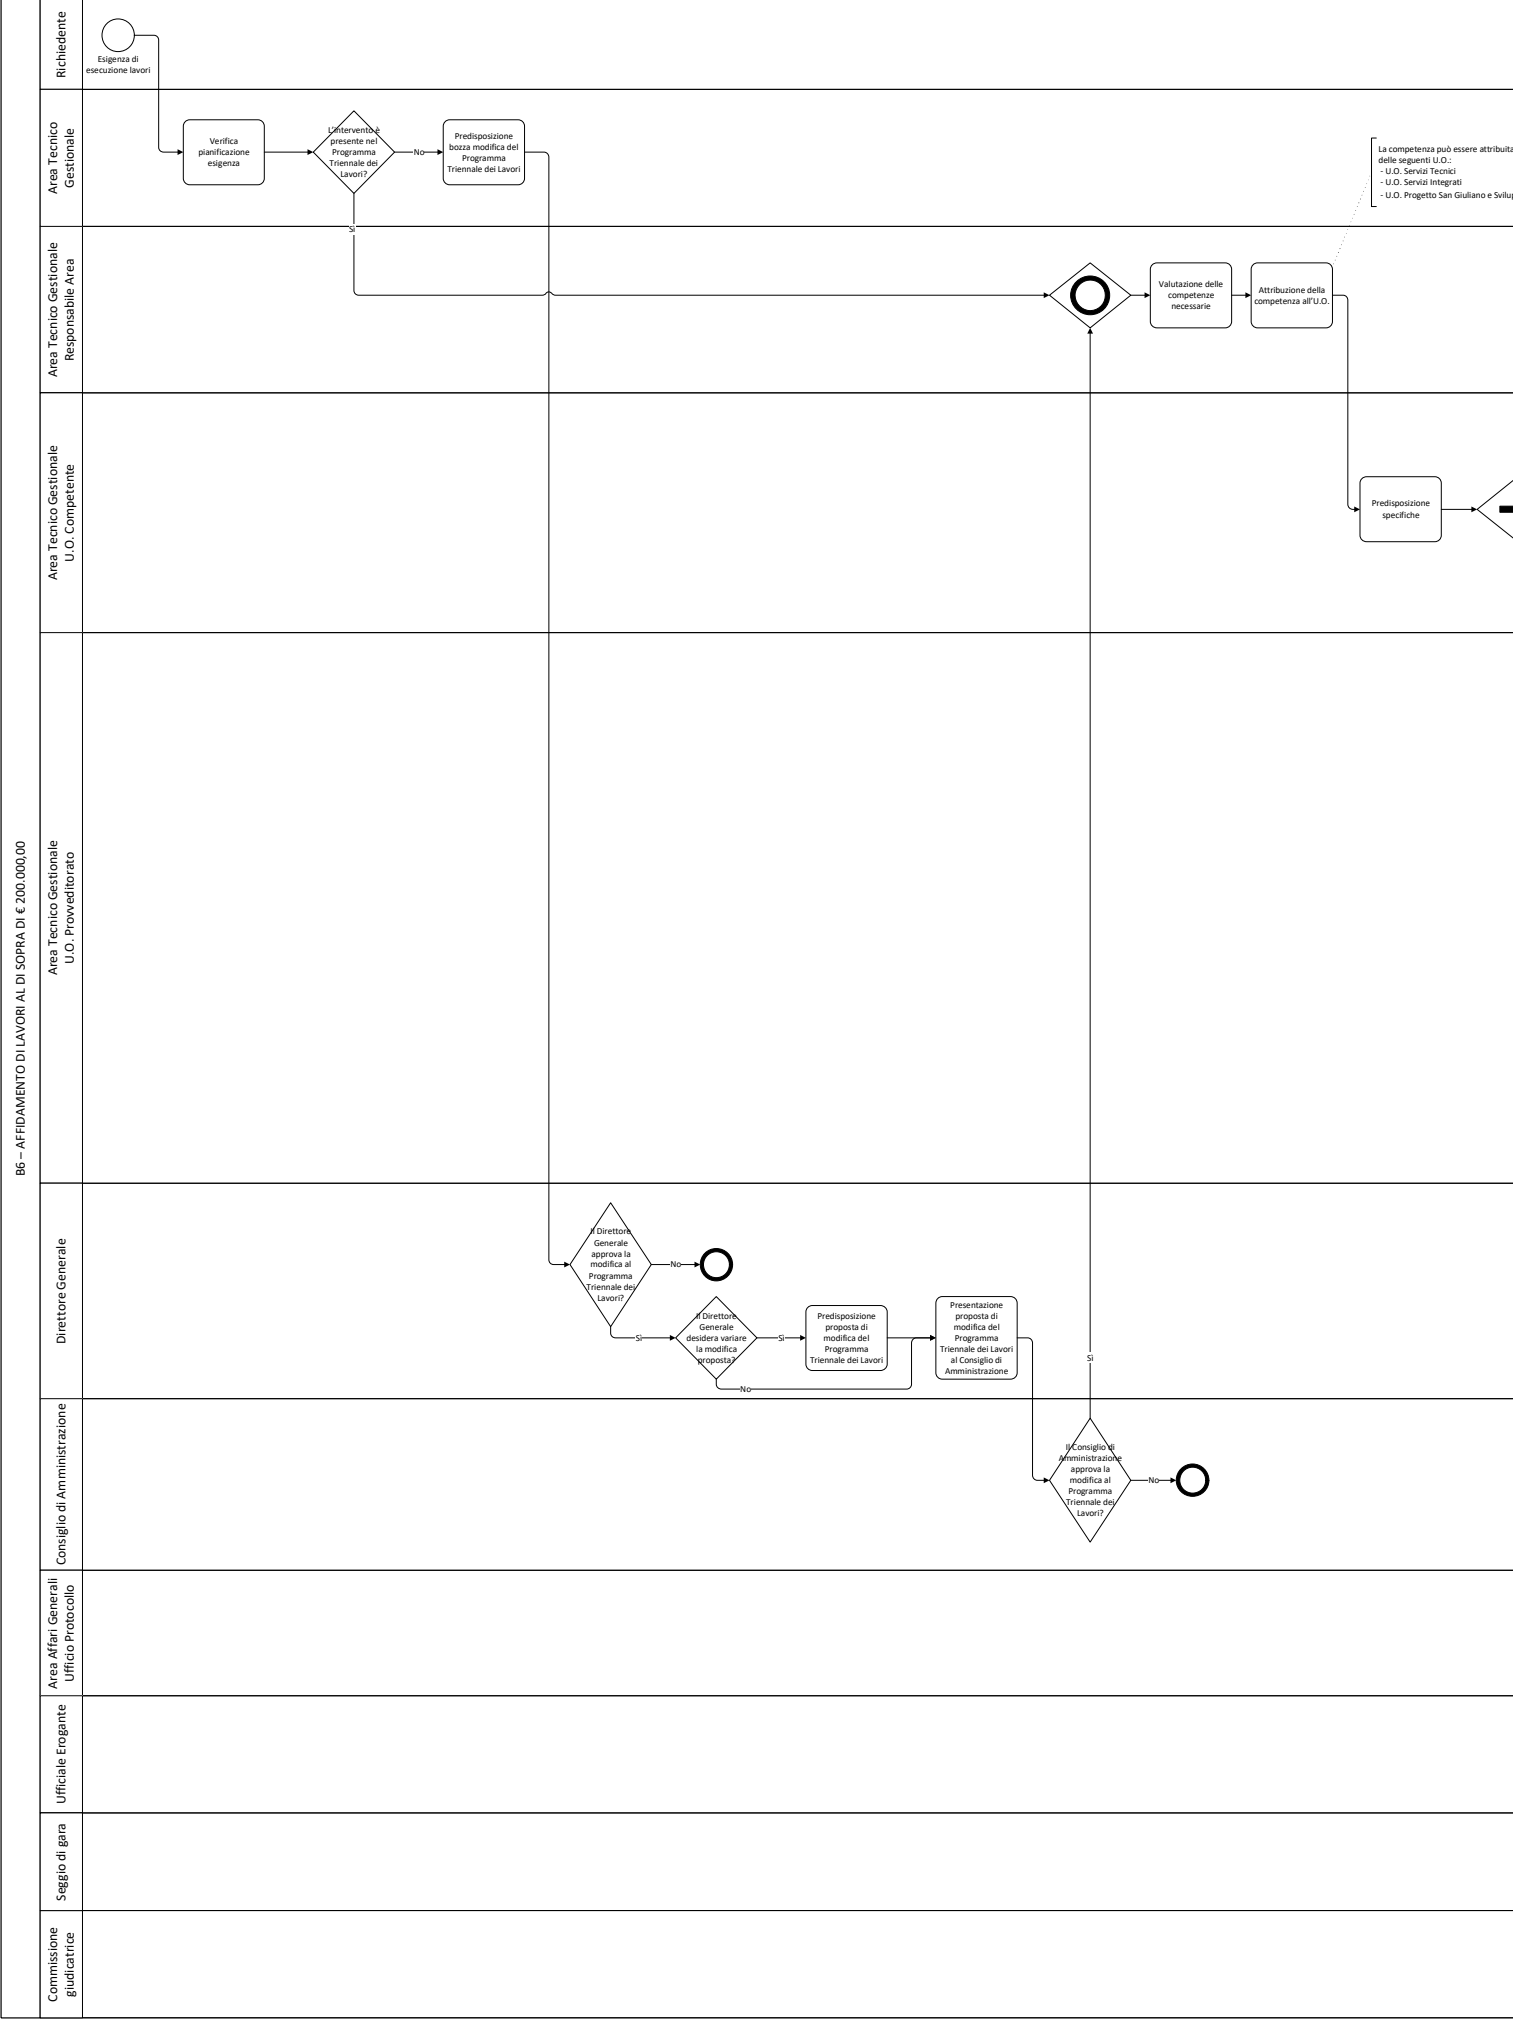 B6 – AFFIDAMENTO DI LAVORI AL DI SOPRA DI € 200.000,00
Richiedente
Esigenza di
esecuzione lavori
Area Tecnico
Gestionale
Verifica
pianificazione
esigenza
L'intervento è
presente nel
Programma
Triennale dei
Lavori?
No
Predisposizione
bozza modifica del
Programma
Triennale dei Lavori
La competenza può essere attribuita
delle seguenti U.O.:
- U.O. Servizi Tecnici
- U.O. Servizi Integrati
- U.O. Progetto San Giuliano e
Sì
Area Tecnico Gestionale
Responsabile Area
Valutazione delle
competenze
necessarie
Attribuzione della
competenza all'U.O.
Area Tecnico Gestionale
U.O. Competente
Predisposizione
specifiche
Area Tecnico Gestionale
U.O. Provveditorato
Direttore Generale
Il Direttore
Generale
approva la
modifica al
Programma
Triennale dei
Lavori?
No
Sì
Il Direttore
Generale
desidera variare
la modifica
proposta?
Sì
No
Predisposizione
proposta di
modifica del
Programma
Triennale dei Lavori
Presentazione
proposta di
modifica del
Programma
Triennale dei Lavori
al Consiglio di
Amministrazione
Sì
Consiglio di Amministrazione
Il Consiglio di
Amministrazione
approva la
modifica al
Programma
Triennale dei
Lavori?
No
Area Affari Generali
Ufficio Protocollo
Ufficiale Erogante
Seggio di gara
Commissione
giudicatrice